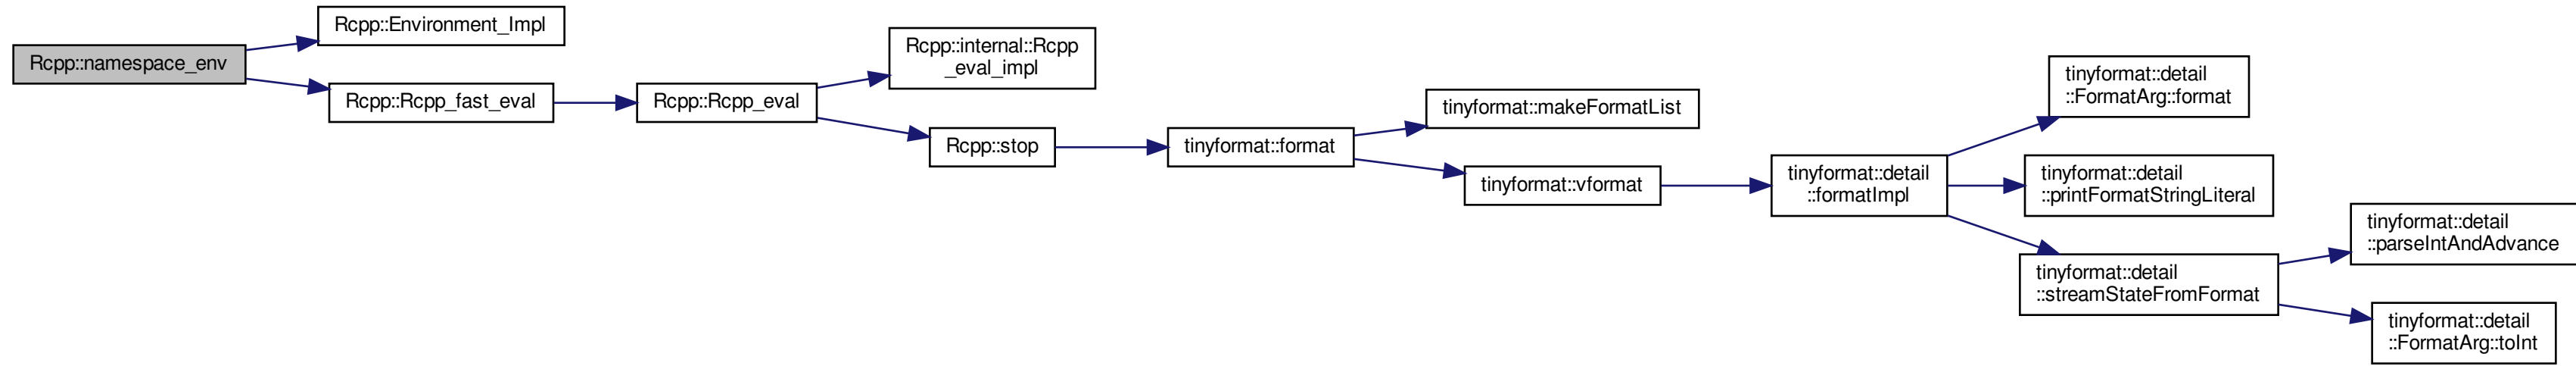 Rcpp::namespace_env
Rcpp::Environment_Impl
Rcpp::Rcpp_fast_eval
Rcpp::Rcpp_eval
Rcpp::internal::Rcpp
_eval_impl
Rcpp::stop
tinyformat::format
tinyformat::makeFormatList
tinyformat::vformat
tinyformat::detail
::formatImpl
tinyformat::detail
::FormatArg::format
tinyformat::detail
::printFormatStringLiteral
tinyformat::detail
::streamStateFromFormat
tinyformat::detail
::parseIntAndAdvance
tinyformat::detail
::FormatArg::toInt